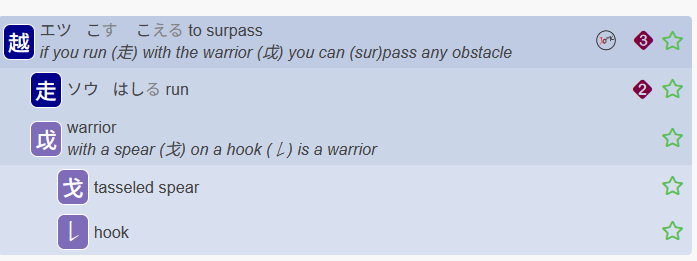 越 エツ こす こえる to surpass
if you run (走) with the warrior (戉) you can (sur)pass any obstacle
3
走 ソウ はしる run
2
戉 warrior
with a spear (戈) on a hook (𠄌) is a warrior
戈 tasseled spear
𠄌 hook